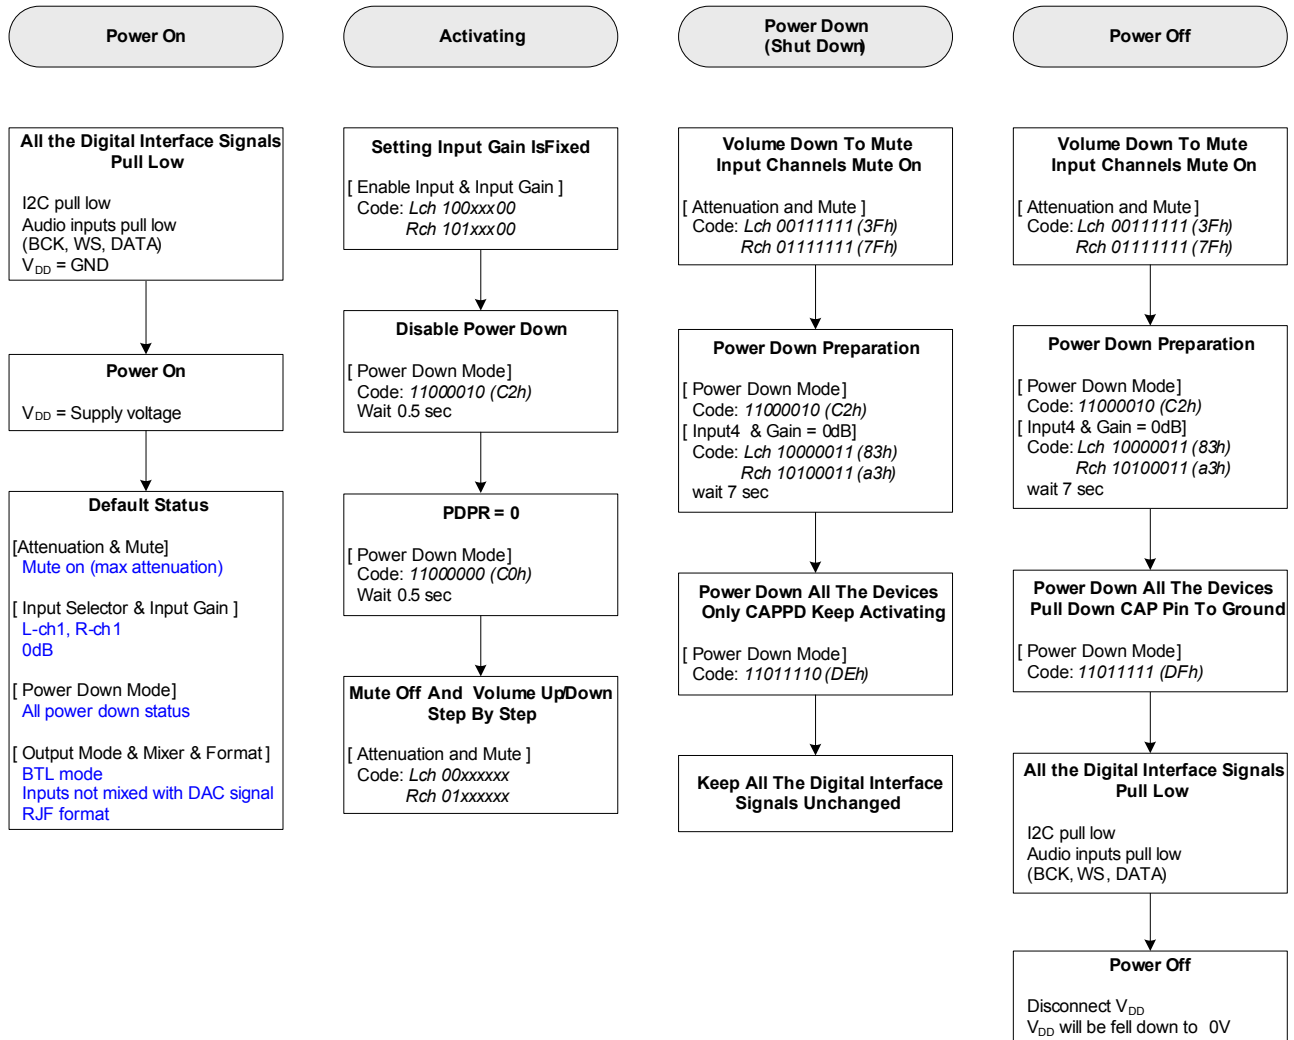 Power On
All the Digital Interface Signals
Pull Low
I2C pull low
Audio inputs pull low
(BCK, WS, DATA)
VDD = GND
Power On
VDD = Supply voltage
Default Status
[Attenuation & Mute]
Mute on (max attenuation)
[ Input Selector & Input Gain ]
L-ch1, R-ch1
0dB
[ Power Down Mode]
All power down status
[ Output Mode & Mixer & Format ]
BTL mode
Inputs not mixed with DAC signal
RJF format
Activating
Setting Input Gain IsFixed
[ Enable Input & Input Gain ]
Code: Lch 100xxx00
Rch 101xxx00
Disable Power Down
[ Power Down Mode]
Code: 11000010 (C2h)
Wait 0.5 sec
PDPR = 0
[ Power Down Mode]
Code: 11000000 (C0h)
Wait 0.5 sec
Mute Off And Volume Up/Down
Step By Step
[ Attenuation and Mute ]
Code: Lch 00xxxxxx
Rch 01xxxxxx
Power Down
(Shut Down)
Volume Down To Mute
Input Channels Mute On
[ Attenuation and Mute ]
Code: Lch 00111111 (3Fh)
Rch 01111111 (7Fh)
Power Down Preparation
[ Power Down Mode]
Code: 11000010 (C2h)
[ Input4 & Gain = 0dB]
Code: Lch 10000011 (83h)
Rch 10100011 (a3h)
wait 7 sec
Power Down All The Devices
Only CAPPD Keep Activating
[ Power Down Mode]
Code: 11011110 (DEh)
Keep All The Digital Interface
Signals Unchanged
Power Off
Volume Down To Mute
Input Channels Mute On
[ Attenuation and Mute ]
Code: Lch 00111111 (3Fh)
Rch 01111111 (7Fh)
Power Down Preparation
[ Power Down Mode]
Code: 11000010 (C2h)
[ Input4 & Gain = 0dB]
Code: Lch 10000011 (83h)
Rch 10100011 (a3h)
wait 7 sec
Power Down All The Devices
Pull Down CAP Pin To Ground
[ Power Down Mode]
Code: 11011111 (DFh)
All the Digital Interface Signals
Pull Low
I2C pull low
Audio inputs pull low
(BCK, WS, DATA)
Power Off
Disconnect VDD
VDD will be fell down to 0V